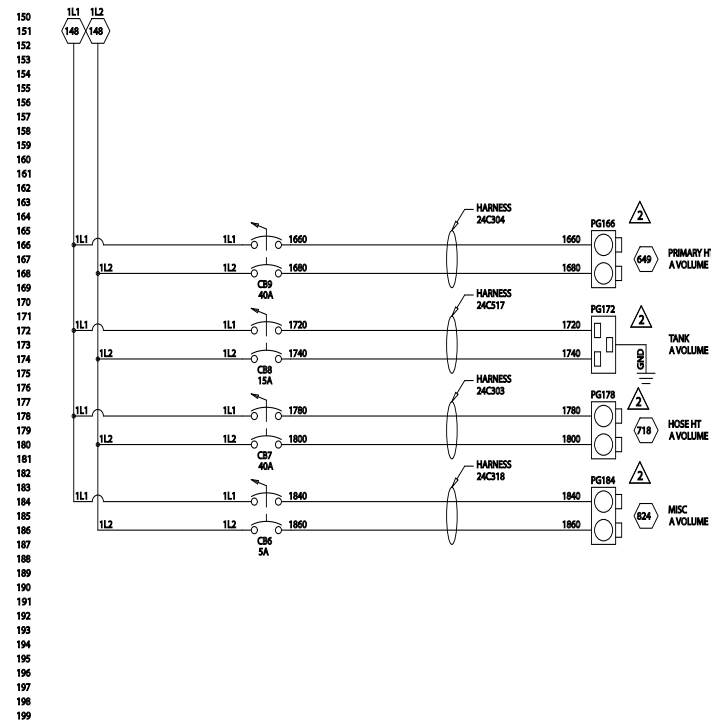 1L1 1L2
150
151 148 148
152
153
154
155
156
157
158
159
160
161
162
163
HARNESS
24C304
164
PG166 2
165
166 1L1 1L1 1660 1660
167 649 PRIMARY HT
A VOLUME
168 1L2 1L2 1680 1680
169 CB9
40A
170
HARNESS
24C517
171 PG172 2
172 1L1 1L1 1720 1720
173 TANK
A VOLUME
174 1L2 1L2 1740 1740 GND
175 CB8
15A
176
HARNESS
24C303
177 PG178 2
178 1L1 1L1 1780 1780
179 718 HOSE HT
A VOLUME
180 1L2 1L2 1800 1800
181 CB7
40A
182
HARNESS
24C318
183 PG184 2
184 1L1 1L1 1840 1840
185 824 MISC
A VOLUME
186 1L2 1L2 1860 1860
187 CB6
5A
188
189
190
191
192
193
194
195
196
197
198
199